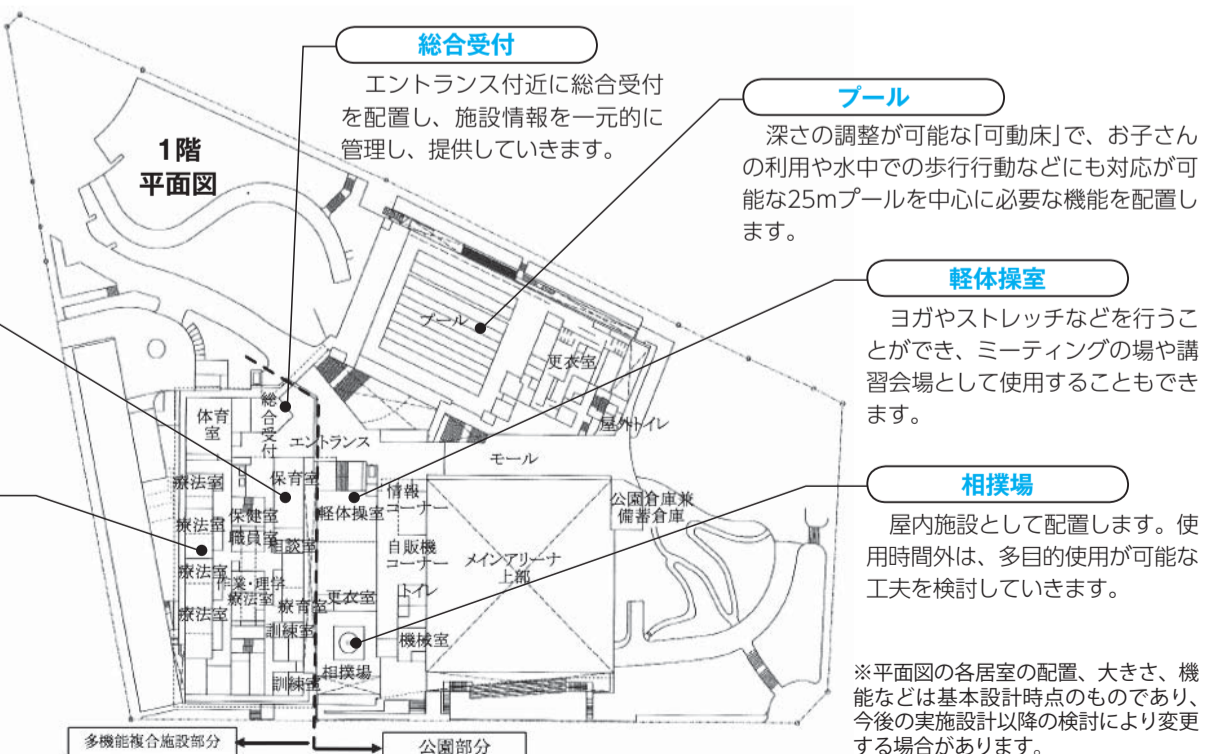 総合受付
エントランス付近に総合受付
を配置し、施設情報を一元的に
管理し、提供していきます。
プール
深さの調整が可能な「可動床」で、お子さん
の利用や水中での歩行行動などにも対応が可
能な25mプールを中心に必要な機能を配置し
ます。
軽体操室
ヨガやストレッチなどを行うこ
とができ、ミーティングの場や講
習会場として使用することもでき
ます。
相撲場
屋内施設として配置します。使
用時間外は、多目的使用が可能な
工夫を検討していきます。
※平面図の各居室の配置、大きさ、機
能などは基本設計時点のものであり、
今後の実施設計以降の検討により変更
する場合があります。
1階
平面図
プール
更衣室
屋外トイレ
体育
室
総合受付
エントランス
モール
療法室
保育室
情報
コーナー
軽体操室
公園倉庫兼
備蓄倉庫
療法室
保健室
職員室
相談室
自販機
コーナー
メインアリーナ
上部
療法室
作業・理学
療法室
療育室
更衣室
トイレ
療法室
訓練室
機械室
相撲場
訓練室
多機能複合施設部分
公園部分